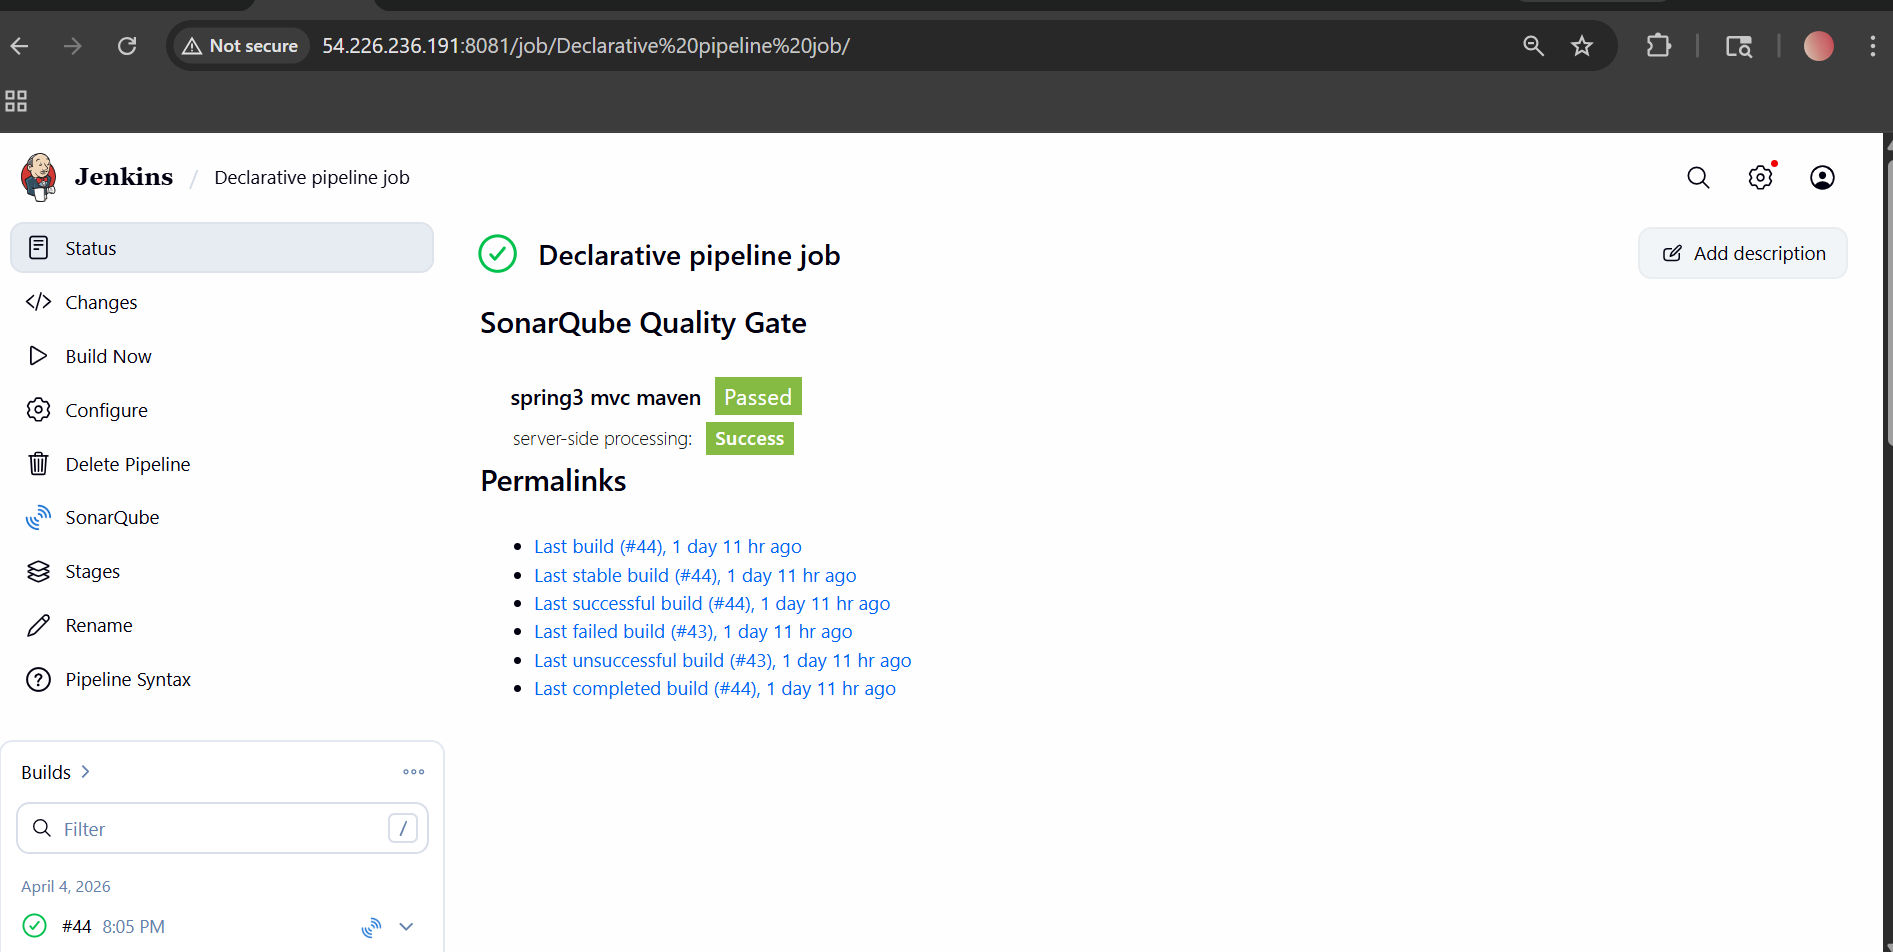 Not secure 54.226.236.191:8081/job/Declarative%20pipeline%20job/
Jenkins / Declarative pipeline job
Status
Changes
Build Now
Configure
Delete Pipeline
SonarQube
Stages
Rename
Pipeline Syntax
Builds
Filter /
April 4, 2026
#44 8:05 PM
Declarative pipeline job
Add description
SonarQube Quality Gate
spring3 mvc maven Passed
server-side processing: Success
Permalinks
Last build (#44), 1 day 11 hr ago
Last stable build (#44), 1 day 11 hr ago
Last successful build (#44), 1 day 11 hr ago
Last failed build (#43), 1 day 11 hr ago
Last unsuccessful build (#43), 1 day 11 hr ago
Last completed build (#44), 1 day 11 hr ago